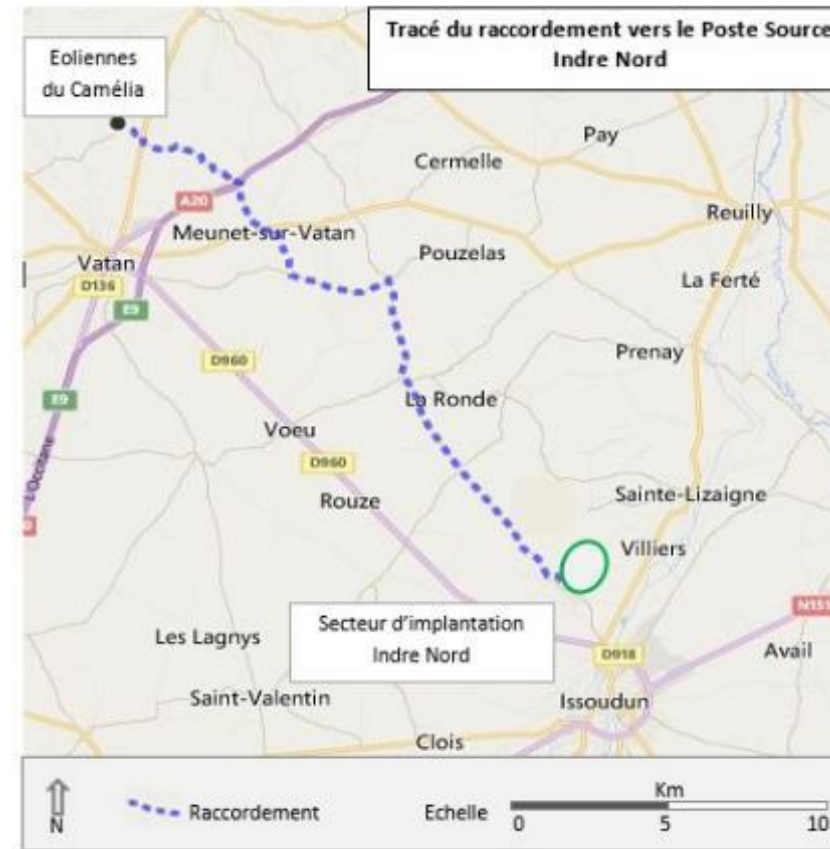 Tracé du raccordement vers le Poste Source
Indre Nord
Eoliennes
du Camélia
Pay
Cermelle
A20
Reuilly
Meunet-sur-Vatan
Pouzelas
Vatan
La Ferté
D136
E9
Prenay
D960
E9
La Ronde
Voeu
L'Occitane
D960
Rouze
Sainte-Lizaigne
Villiers
N151
Secteur d'implantation
Indre Nord
Les Lagnys
D918
Avail
Saint-Valentin
Issoudun
Clois
N
Raccordement
Echelle
Km
0 5 10